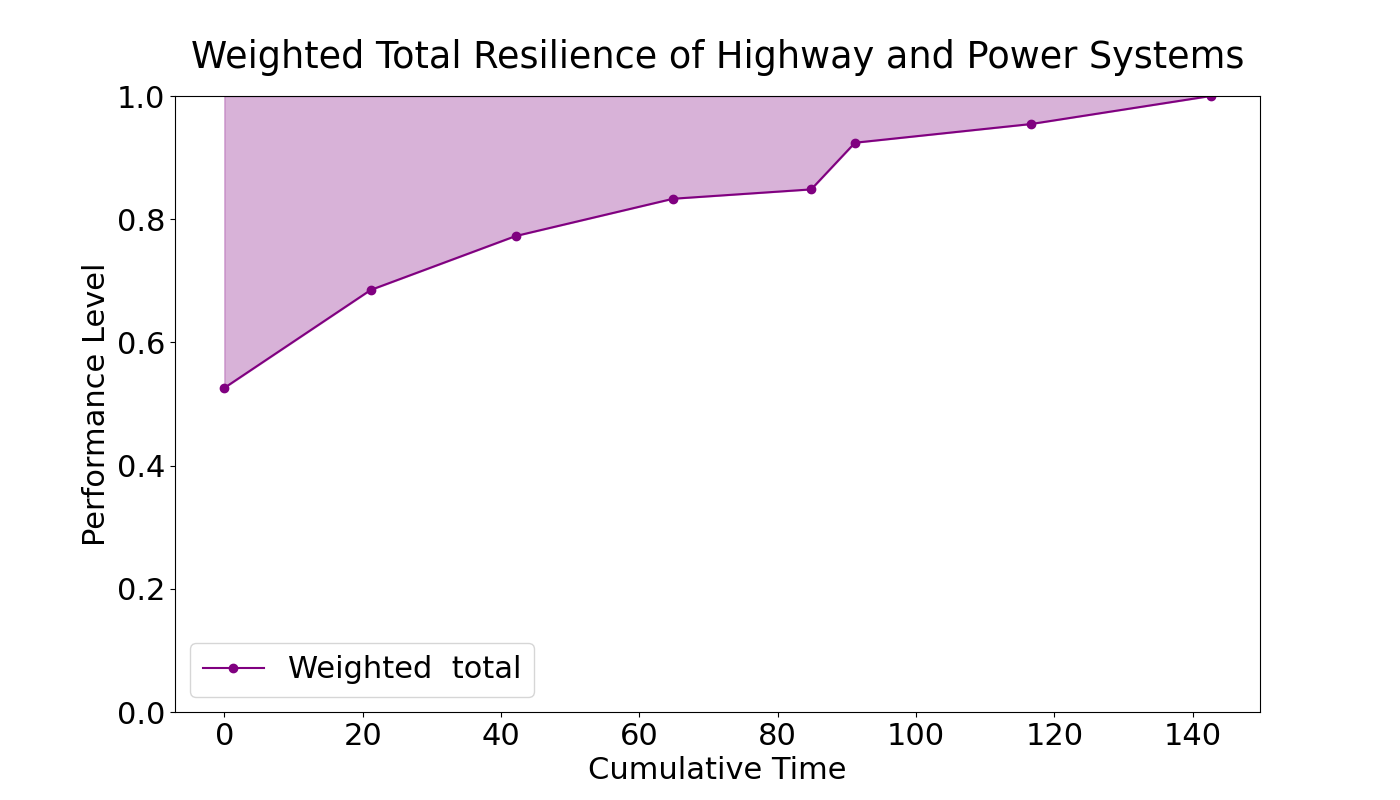 Weighted Total Resilience of Highway and Power Systems
1.0
0.8
0.6
0.4
0.2
0.0
Performance Level
Weighted  total
0 20 40 60 80 100 120 140
Cumulative Time